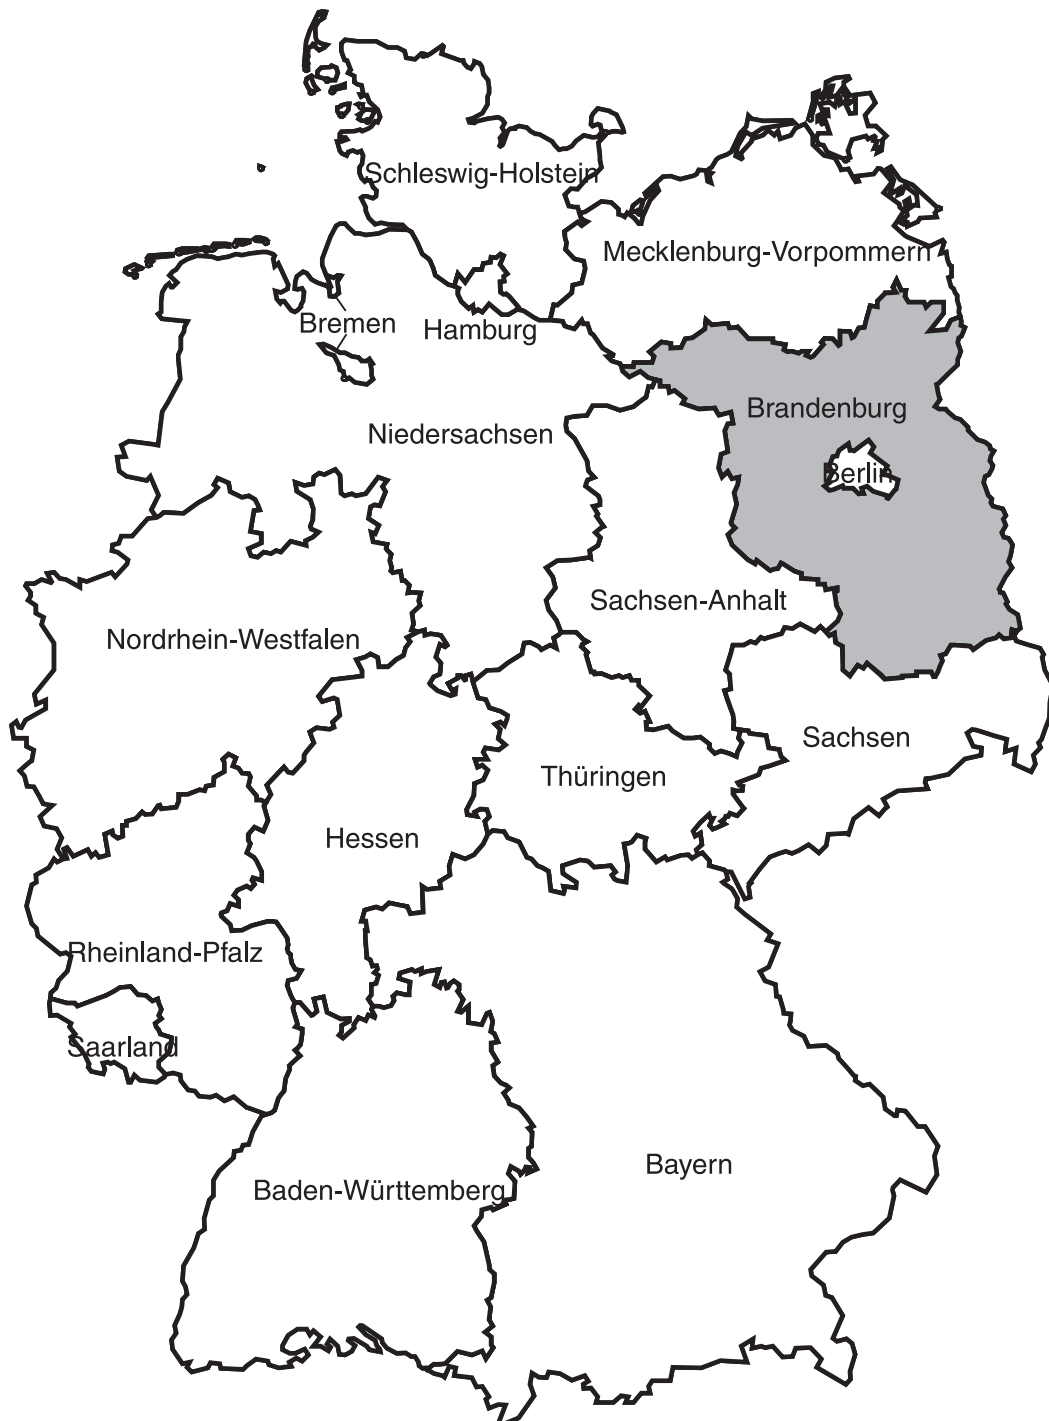 Schleswig-Holstein
Mecklenburg-Vorpommern
Bremen
Hamburg
Brandenburg
Niedersachsen
Berlin
Sachsen-Anhalt
Nordrhein-Westfalen
Sachsen
Thüringen
Hessen
Rheinland-Pfalz
Saarland
Bayern
Baden-Württemberg